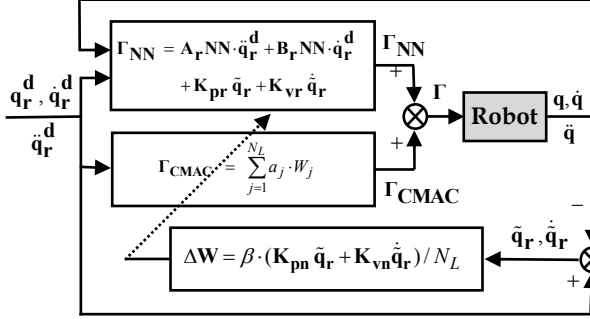 Γ_NN = A_r NN·q̈_r^d + B_r NN·q̇_r^d
+ K_pr q̃_r + K_vr q̃̇_r
Γ_NN
+
q_r^d , q̇_r^d
q̈_r^d
Γ
Robot
q, q̇
q̈
+
Γ_CMAC = ∑_{j=1}^{N_L} a_j · W_j
Γ_CMAC
−
q̃_r , q̃̇_r
ΔW = β·(K_pn q̃_r + K_vn q̃̇_r)/ N_L
+